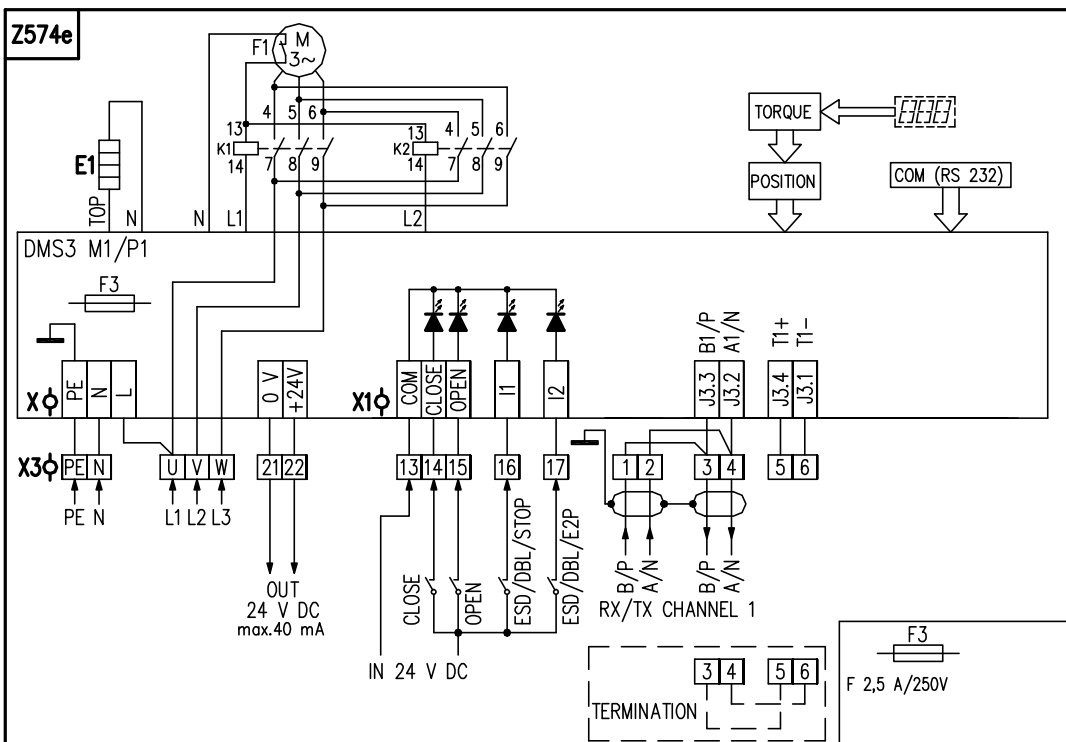 Z574e
F1
M
3~
4 5 6
13
K1
14
7 8 9
4 5 6
13
K2
14
7 8 9
TORQUE
POSITION
COM (RS 232)
E1
TOP
N
N
L1
L2
DMS3 M1/P1
F3
X
PE
N
L
0 V
+24V
X1
COM
CLOSE
OPEN
I1
I2
B1/P
A1/N
T1+
T1-
J3.3
J3.2
J3.4
J3.1
X3
PE N
U V W
21 22
13 14 15
16
17
1 2
3 4
5 6
PE N
L1 L2 L3
OUT
24 V DC
max.40 mA
CLOSE
OPEN
ESD/DBL/STOP
ESD/DBL/E2P
IN 24 V DC
B/P
A/N
B/P
A/N
RX/TX CHANNEL 1
TERMINATION
3 4
5 6
F3
F 2,5 A/250V